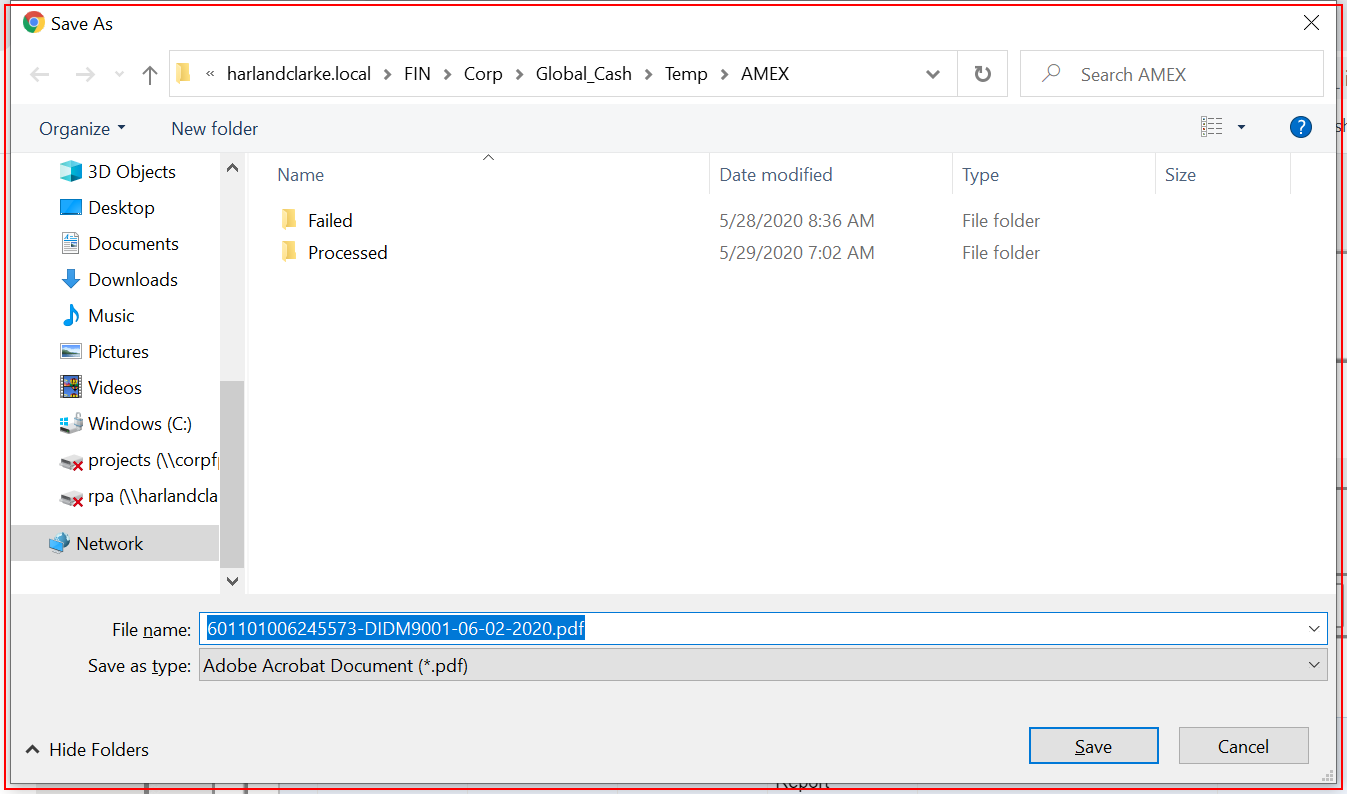 Save As
« harlandclarke.local > FIN > Corp > Global_Cash > Temp > AMEX
Search AMEX
Organize
New folder
?
3D Objects
Desktop
Documents
Downloads
Music
Pictures
Videos
Windows (C:)
projects (\\corpf
rpa (\\harlandcla
Network
Name Date modified Type Size
Failed 5/28/2020 8:36 AM File folder
Processed 5/29/2020 7:02 AM File folder
File name: 601101006245573-DIDM9001-06-02-2020.pdf
Save as type: Adobe Acrobat Document (*.pdf)
Hide Folders
Save
Cancel
Report